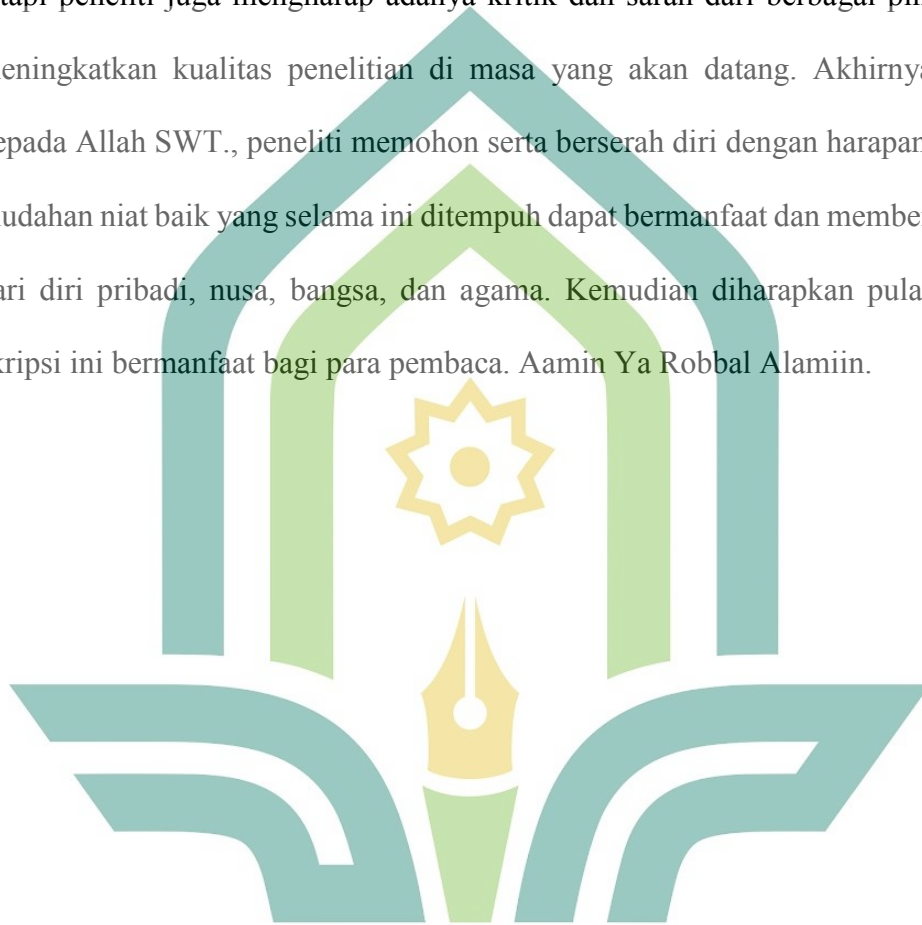 tapi peneliti juga mengharap adanya kritik dan saran dari berbagai
eningkatkan kualitas penelitian di masa yang akan datang. Akhirnya
epada Allah SWT., peneliti memohon serta berserah diri dengan harapan
udahan niat baik yang selama ini ditempuh dapat bermanfaat dan member
ari diri pribadi, nusa, bangsa, dan agama. Kemudian diharapkan pula
kripsi ini bermanfaat bagi para pembaca. Aamin Ya Robbal Alamiin.